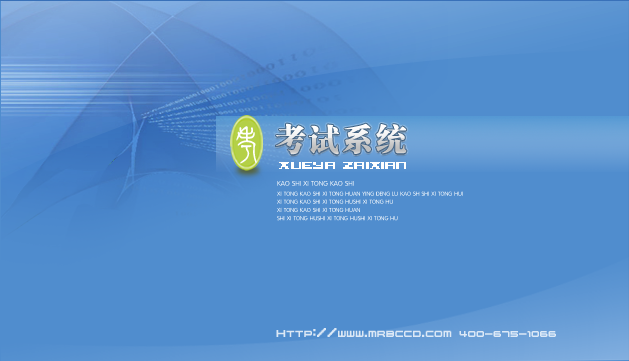 考试系统
XUEYA ZAIXIAN
KAO SHI XI TONG KAO SHI
XI TONG KAO SHI XI TONG HUAN YING DENG LU KAO SH SHI XI TONG HUI
XI TONG KAO SHI XI TONG HUSHI XI TONG HU
XI TONG KAO SHI XI TONG HUAN
SHI XI TONG HUSHI XI TONG HUSHI XI TONG HU
HTTP://WWW.MRBCCD.COM 400-675-1066